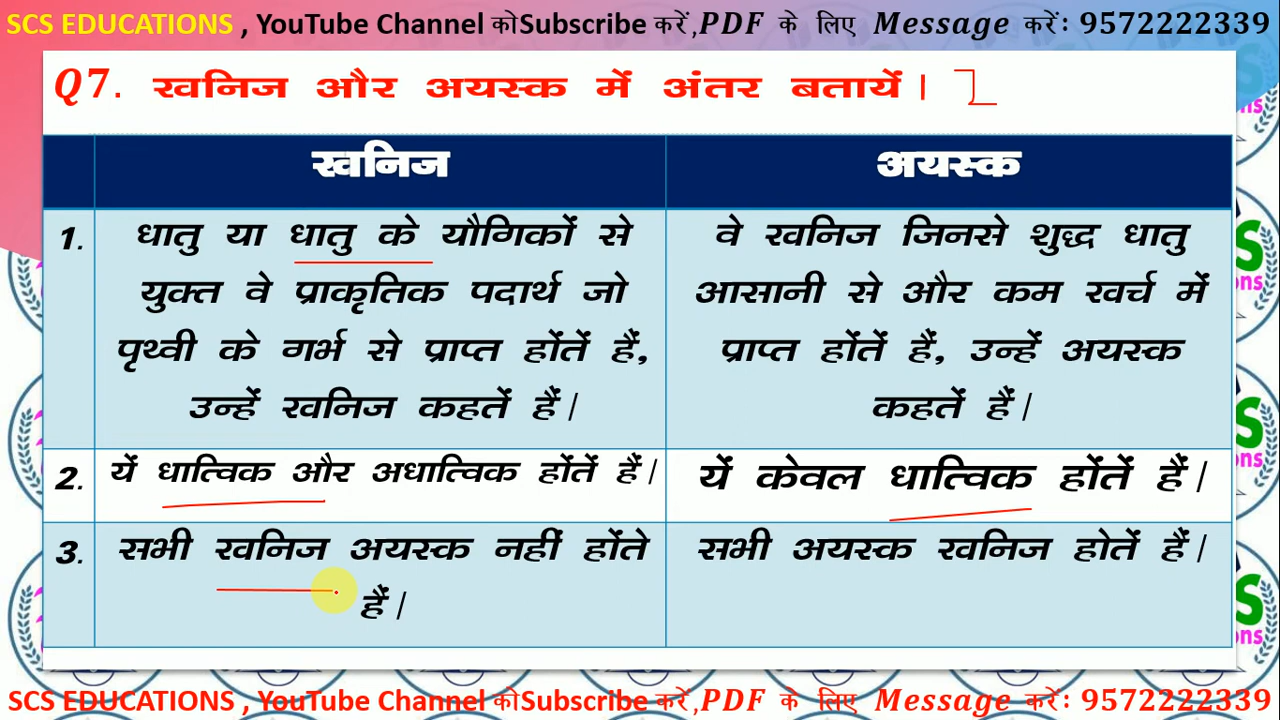 SCS EDUCATIONS , YouTube Channel कोSubscribe करें,PDF के लिए Message करें: 9572222339
Q7. खनिज और अयस्क में अंतर बतायें।
खनिज
अयस्क
1.
धातु या धातु के यौगिकों से
युक्त वे प्राकृतिक पदार्थ जो
पृथ्वी के गर्भ से प्राप्त होंतें हैं,
उन्हें खनिज कहतें हैं।
वे खनिज जिनसे शुद्ध धातु
आसानी से और कम खर्च में
प्राप्त होंतें हैं, उन्हें अयस्क
कहतें हैं।
2.
यें धात्विक और अधात्विक होंतें हैं।
यें केवल धात्विक होंतें हैं।
3.
सभी खनिज अयस्क नहीं होंते
हैं।
सभी अयस्क खनिज होतें हैं।
SCS EDUCATIONS , YouTube Channel कोSubscribe करें,PDF के लिए Message करें: 9572222339